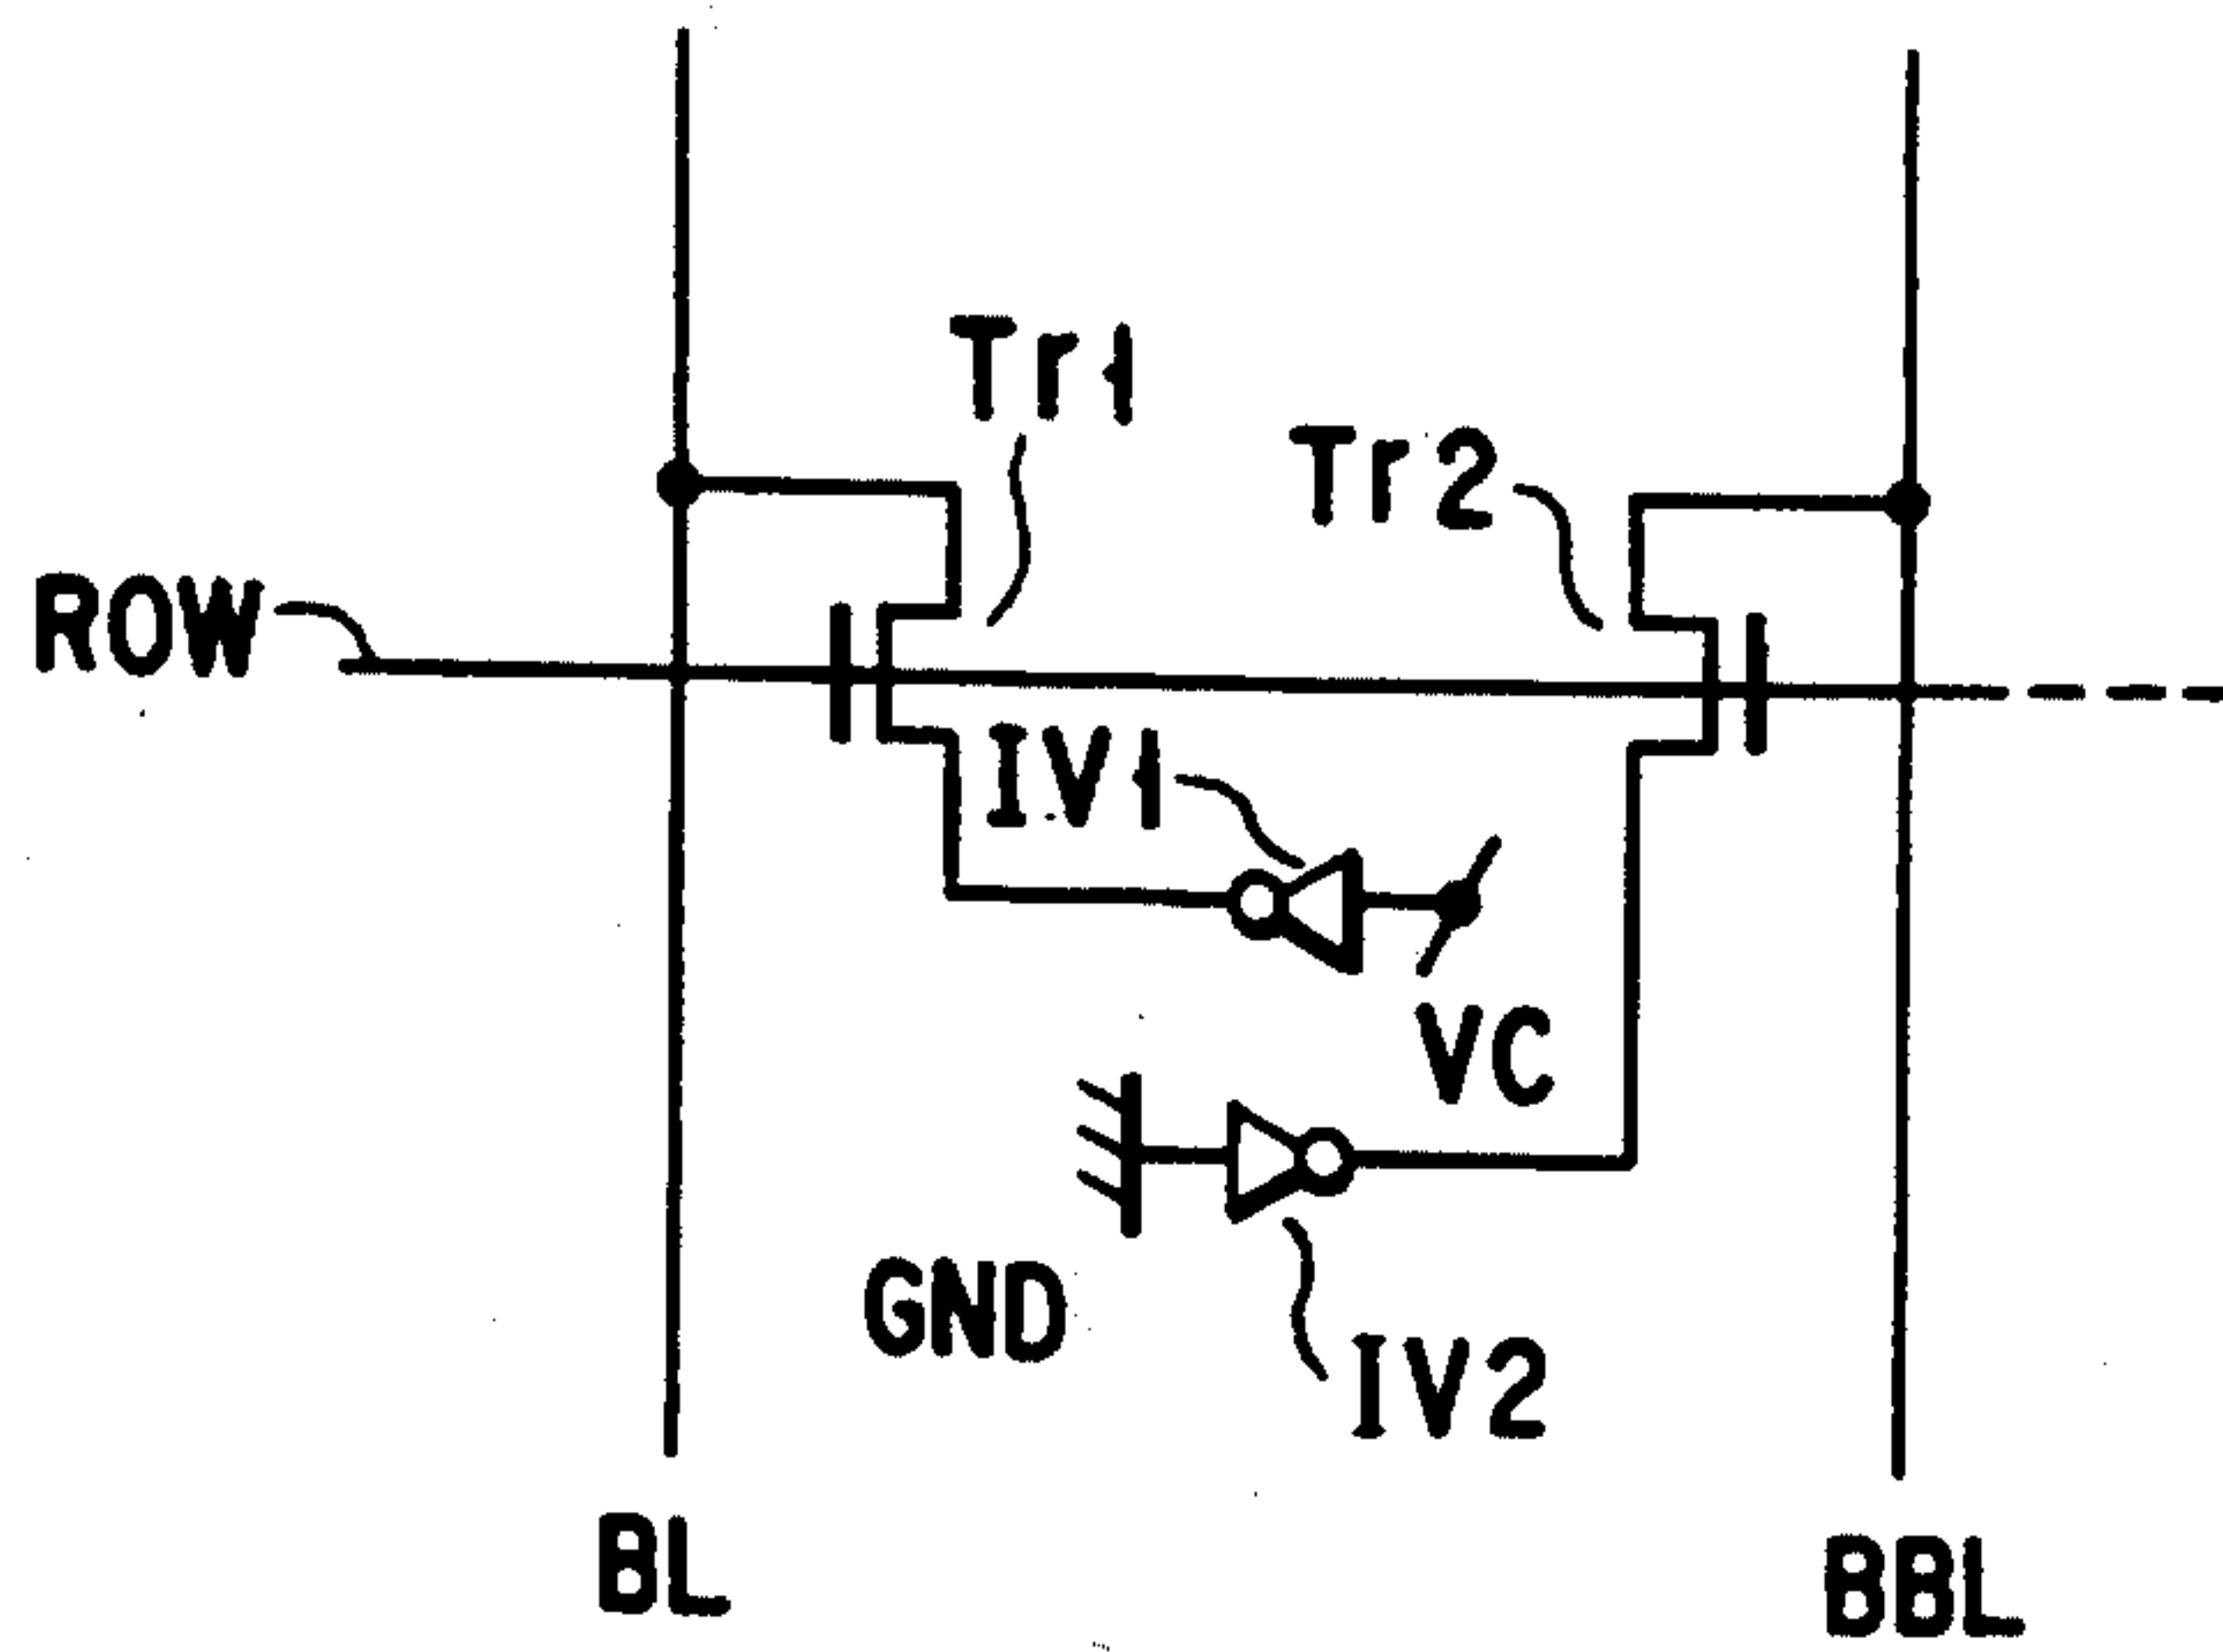 Tr1
Tr2
ROW
IV1
VC
GND
IV2
BL
BBL